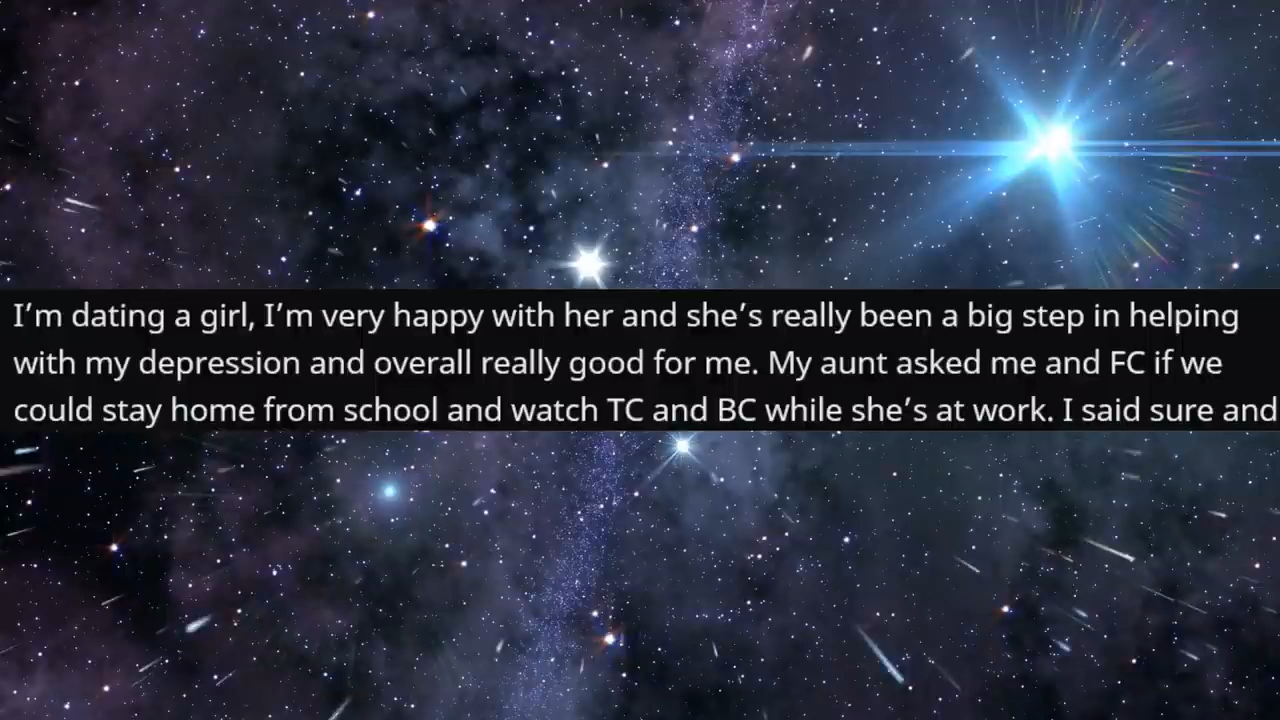 I’m dating a girl, I’m very happy with her and she’s really been a big step in helping
with my depression and overall really good for me. My aunt asked me and FC if we
could stay home from school and watch TC and BC while she’s at work. I said sure and